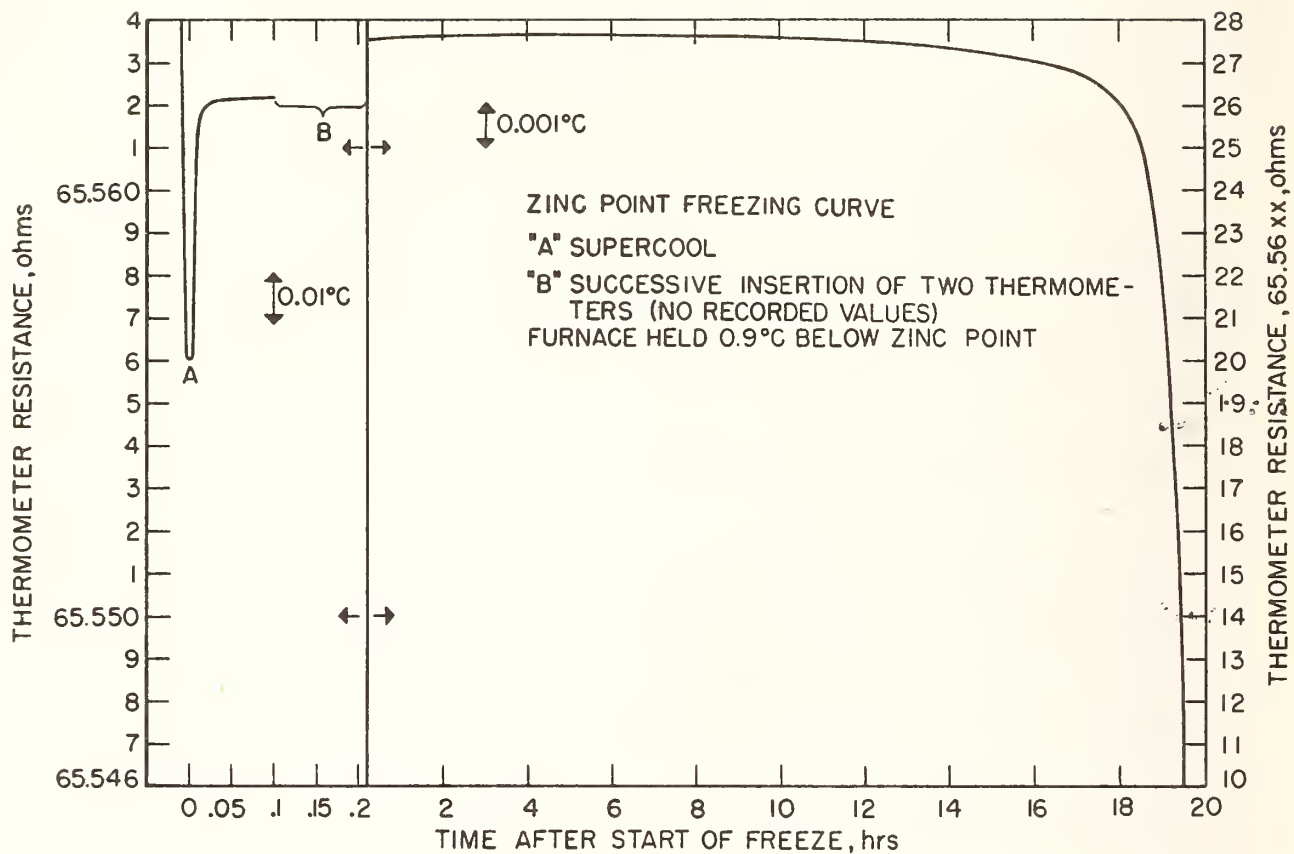 THERMOMETER RESISTANCE, ohms
4
3
2
1
65.560
9
8
7
6
5
4
3
2
1
65.550
9
8
7
65.546
A
B
0.01°C
0.001°C
ZINC POINT FREEZING CURVE
"A" SUPERCOOL
"B" SUCCESSIVE INSERTION OF TWO THERMOME-
TERS (NO RECORDED VALUES)
FURNACE HELD 0.9°C BELOW ZINC POINT
28
27
26
25
24
23
22
21
20
19
18
17
16
15
14
13
12
11
10
THERMOMETER RESISTANCE, 65.56 xx, ohms
0 .05 .1 .15 .2 2 4 6 8 10 12 14 16 18 20
TIME AFTER START OF FREEZE, hrs